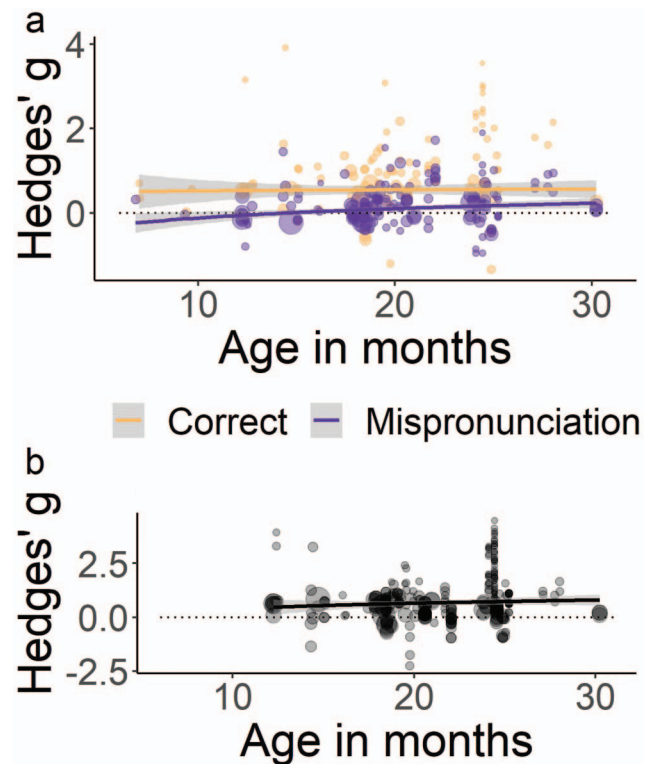 a
Hedges' g
4
2
0
10 20 30
Age in months
Correct Mispronunciation
b
Hedges' g
2.5
0.0
-2.5
10 20 30
Age in months